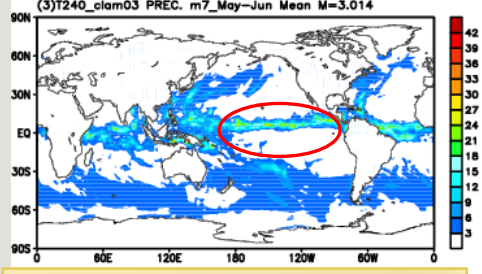 (3)T240_clam03 PREC. m7_May-Jun Mean M=3.014
90N
60N
30N
EQ
30S
60S
90S
0 60E 120E 180 120W 60W 0
42
39
36
33
30
27
24
21
18
15
12
9
6
3